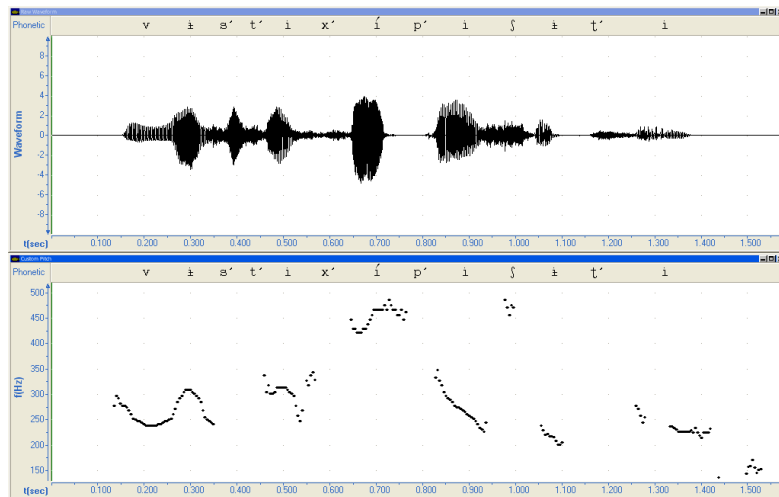 Raw Waveform
Phonetic v ɨ s′ t′ i x′ í p′ i ʃ ɨ ƫ′ i
Waveform
8
6
4
2
0
-2
-4
-6
-8
t(sec) 0.100 0.200 0.300 0.400 0.500 0.600 0.700 0.800 0.900 1.000 1.100 1.200 1.300 1.400 1.500
Custom Pitch
Phonetic v ɨ s′ t′ i x′ í p′ i ʃ ɨ ƫ′ i
f(Hz)
500
450
400
350
300
250
200
150
t(sec) 0.100 0.200 0.300 0.400 0.500 0.600 0.700 0.800 0.900 1.000 1.100 1.200 1.300 1.400 1.500